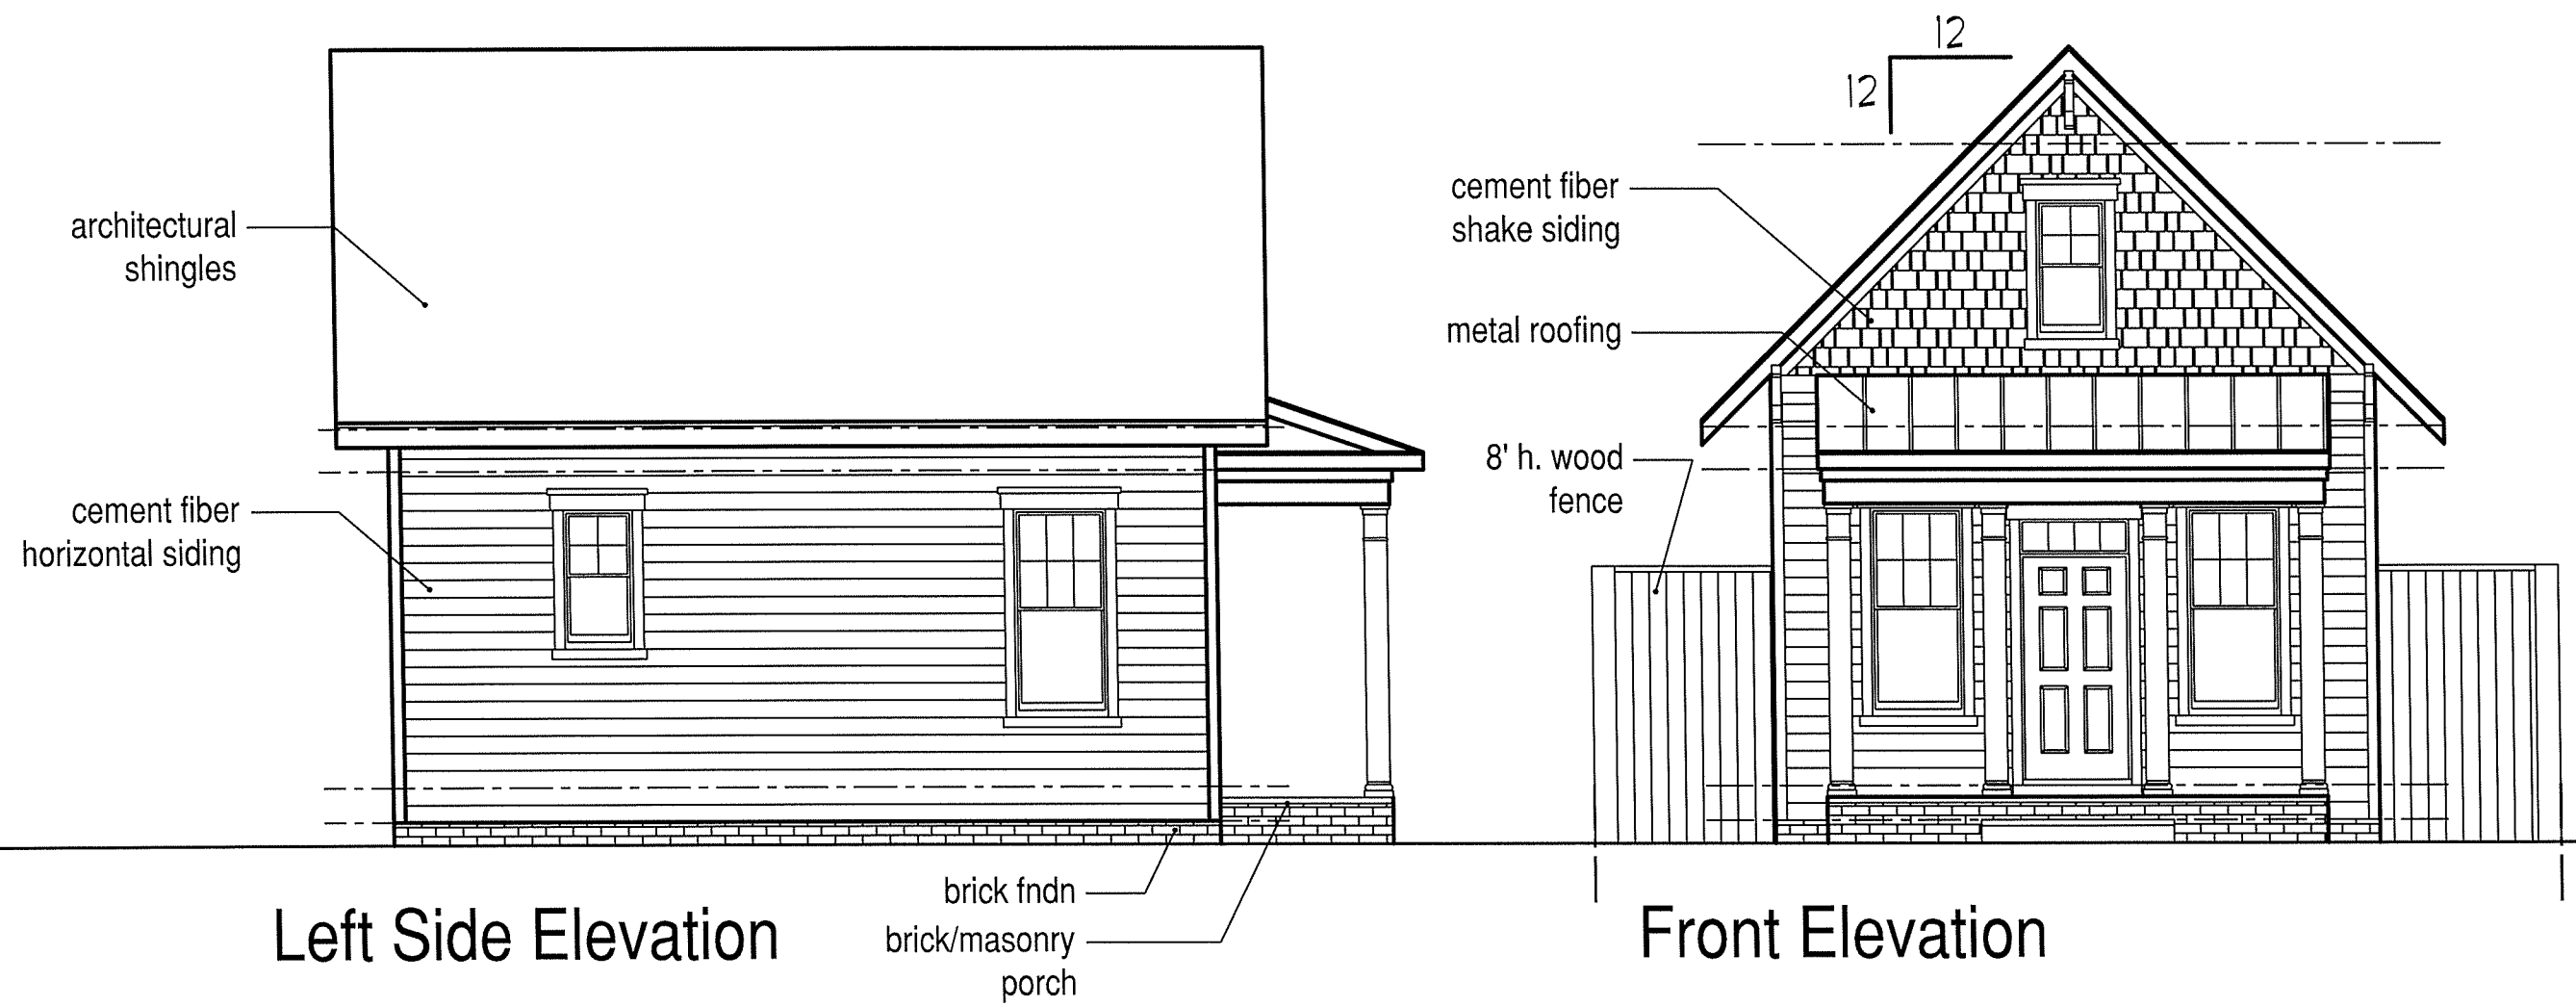 architectural
shingles
cement fiber
horizontal siding
brick fndn
brick/masonry
porch
Left Side Elevation
12
12
cement fiber
shake siding
metal roofing
8' h. wood
fence
Front Elevation